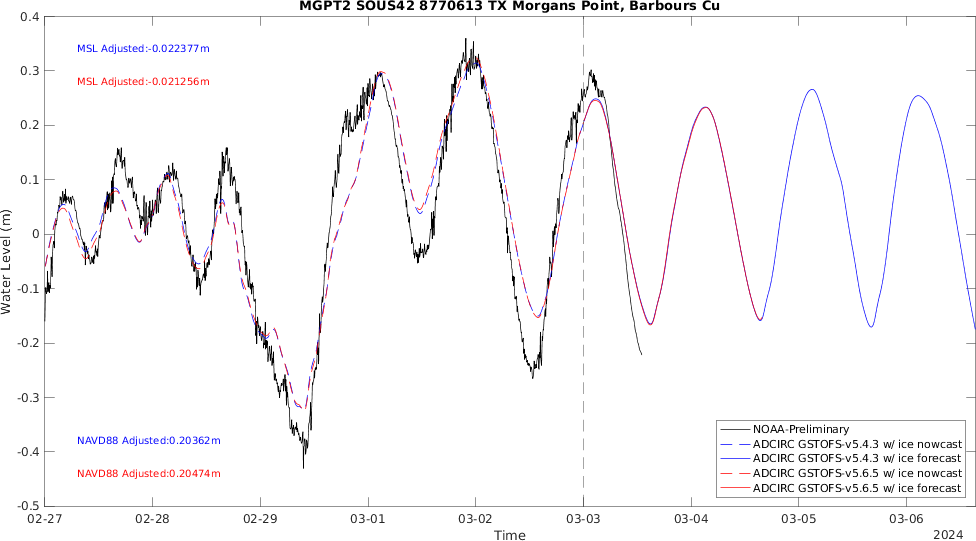 MGPT2 SOUS42 8770613 TX Morgans Point, Barbours Cu
0.4
MSL Adjusted:-0.022377m
0.3
MSL Adjusted:-0.021256m
0.2
0.1
0
Water Level (m)
-0.1
-0.2
-0.3
NAVD88 Adjusted:0.20362m
-0.4
NAVD88 Adjusted:0.20474m
-0.5
NOAA-Preliminary
ADCIRC GSTOFS-v5.4.3 w/ ice nowcast
ADCIRC GSTOFS-v5.4.3 w/ ice forecast
ADCIRC GSTOFS-v5.6.5 w/ ice nowcast
ADCIRC GSTOFS-v5.6.5 w/ ice forecast
02-27 02-28 02-29 03-01 03-02 03-03 03-04 03-05 03-06
Time
2024